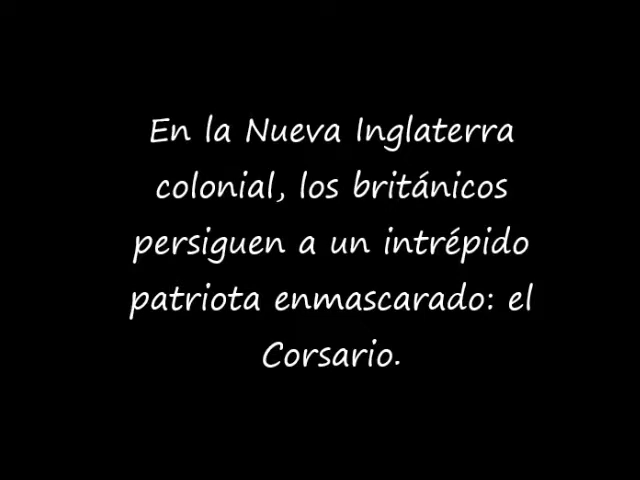 En la Nueva Inglaterra
colonial, los británicos
persiguen a un intrépido
patriota enmascarado: el
Corsario.